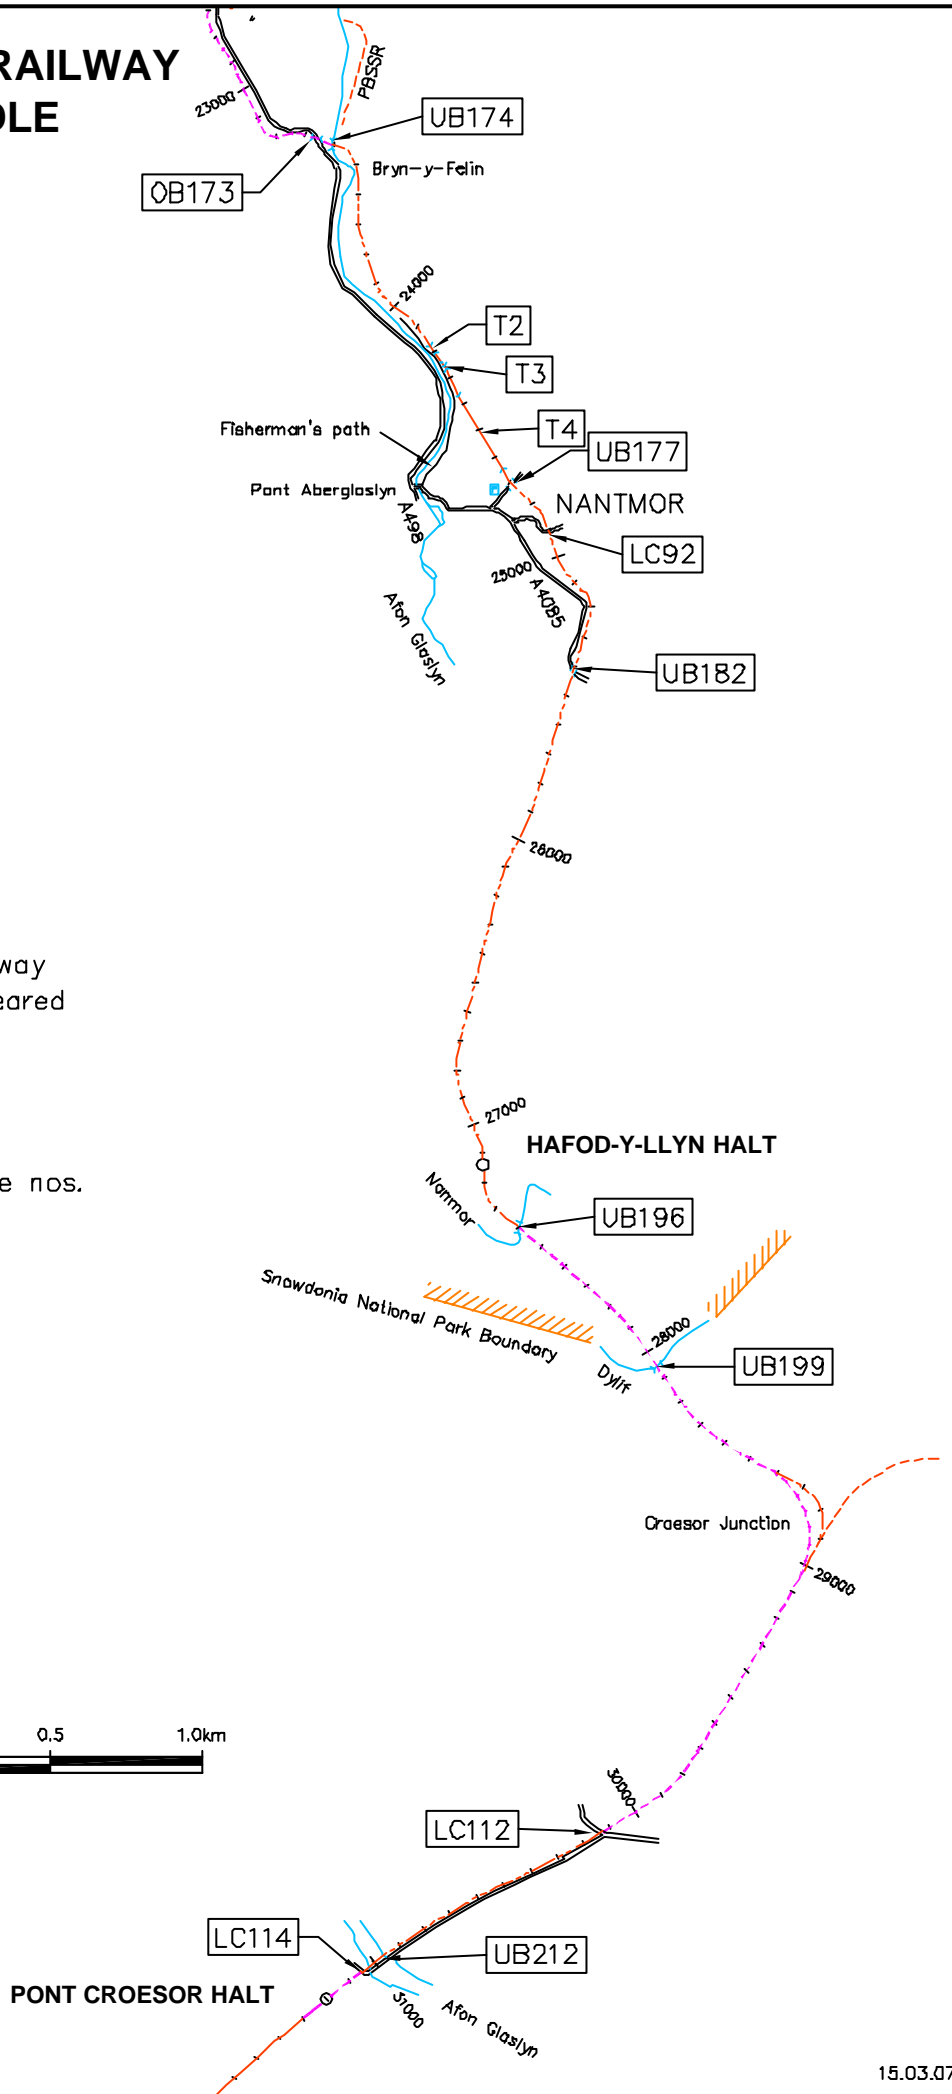 RAILWAY
OLE
PBSSR
23000
UB174
Bryn-y-Felin
OB173
24000
T2
T3
T4
Fisherman's path
UB177
Pont Aberglaslyn
NANTMOR
A498
LC92
25000
A4085
Afon Glaslyn
UB182
26000
way
eared
27000
HAFOD-Y-LLYN HALT
e nos.
Nanmor
UB196
Snowdonia National Park Boundary
28000
UB199
Dylif
Croesor Junction
29000
0.5 1.0km
30000
LC112
LC114
UB212
PONT CROESOR HALT
31000
Afon Glaslyn
15.03.07